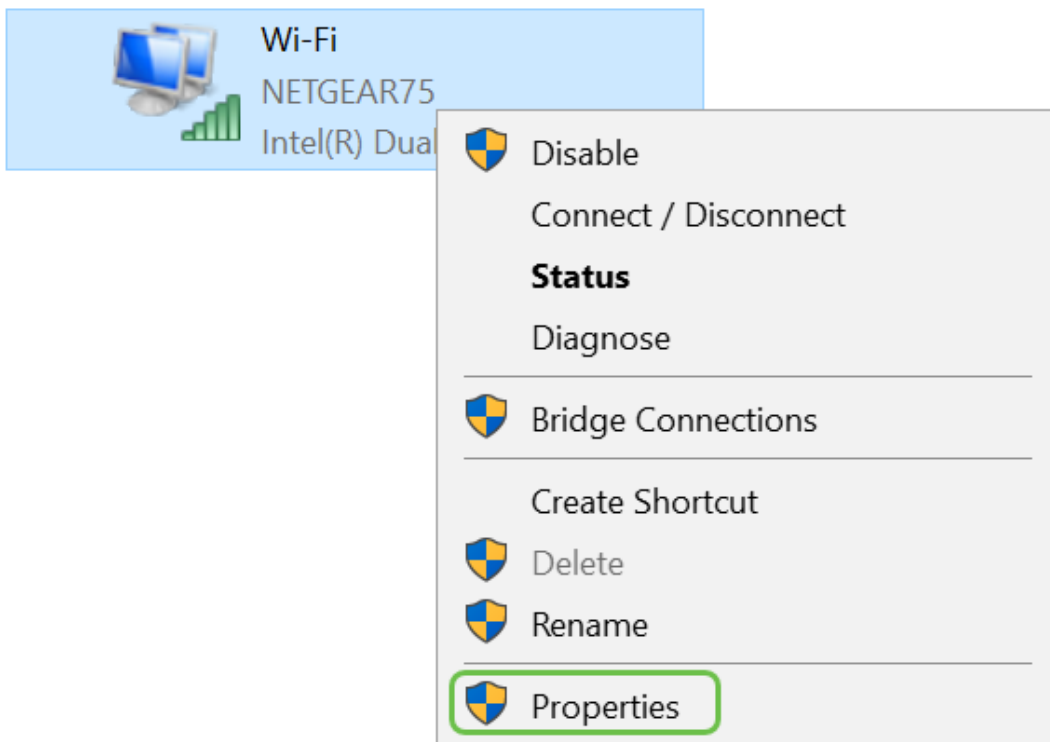 Wi-Fi
NETGEAR75
Intel(R) Dual
Disable
Connect / Disconnect
Status
Diagnose
Bridge Connections
Create Shortcut
Delete
Rename
Properties